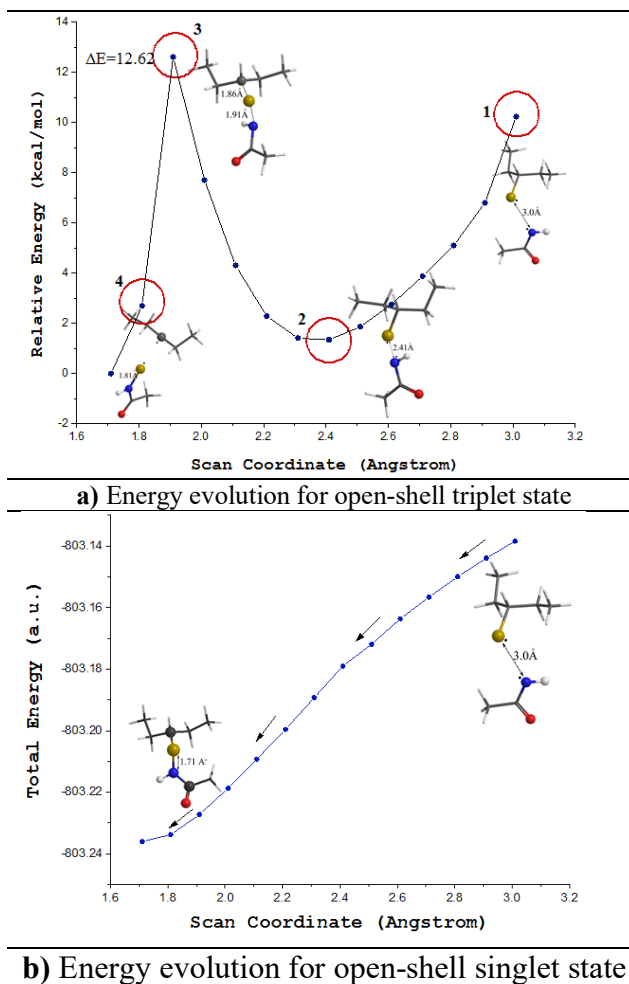 14
12
10
8
6
4
2
0
-2
Relative Energy (kcal/mol)
ΔE=12.62
3
1.86Å
1.91Å
1
3.0Å
4
1.81Å
2
2.41Å
1.6 1.8 2.0 2.2 2.4 2.6 2.8 3.0 3.2
Scan Coordinate (Angstrom)
a) Energy evolution for open-shell triplet state
-803.14
-803.16
-803.18
-803.20
-803.22
-803.24
Total Energy (a.u.)
3.0Å
1.71 A'
1.6 1.8 2.0 2.2 2.4 2.6 2.8 3.0 3.2
Scan Coordinate (Angstrom)
b) Energy evolution for open-shell singlet state